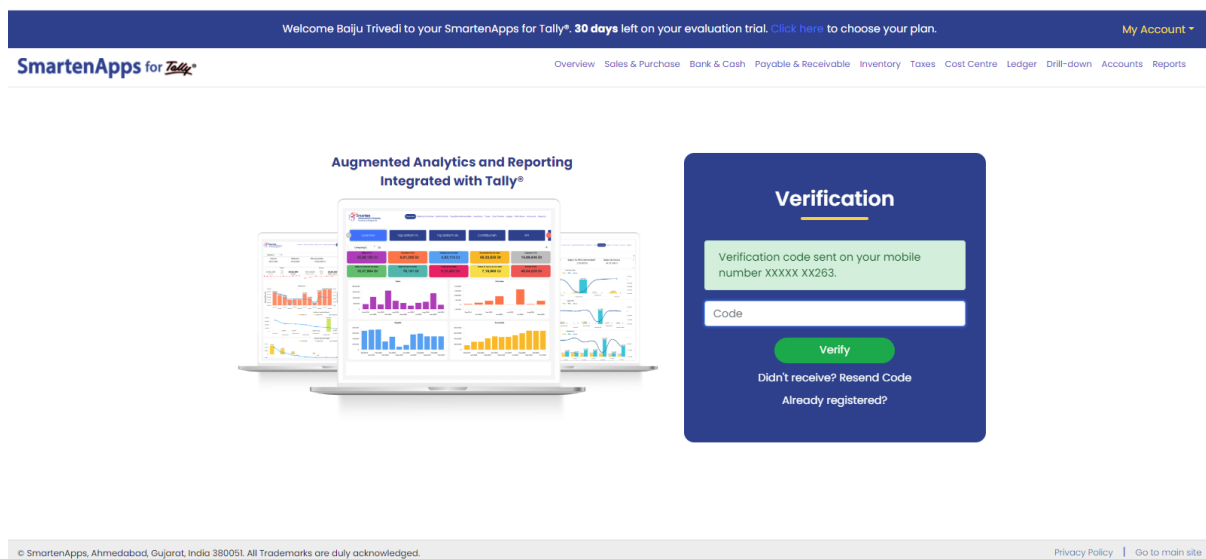 Welcome Baiju Trivedi to your SmartenApps for Tally®. 30 days left on your evaluation trial. Click here to choose your plan.
My Account
SmartenApps for Tally®
Overview Sales & Purchase Bank & Cash Payable & Receivable Inventory Taxes Cost Centre Ledger Drill-down Accounts Reports
Augmented Analytics and Reporting
Integrated with Tally®
Verification
Verification code sent on your mobile
number XXXXX XX263.
Code
Verify
Didn't receive? Resend Code
Already registered?
© SmartenApps, Ahmedabad, Gujarat, India 380051. All Trademarks are duly acknowledged.
Privacy Policy | Go to main site